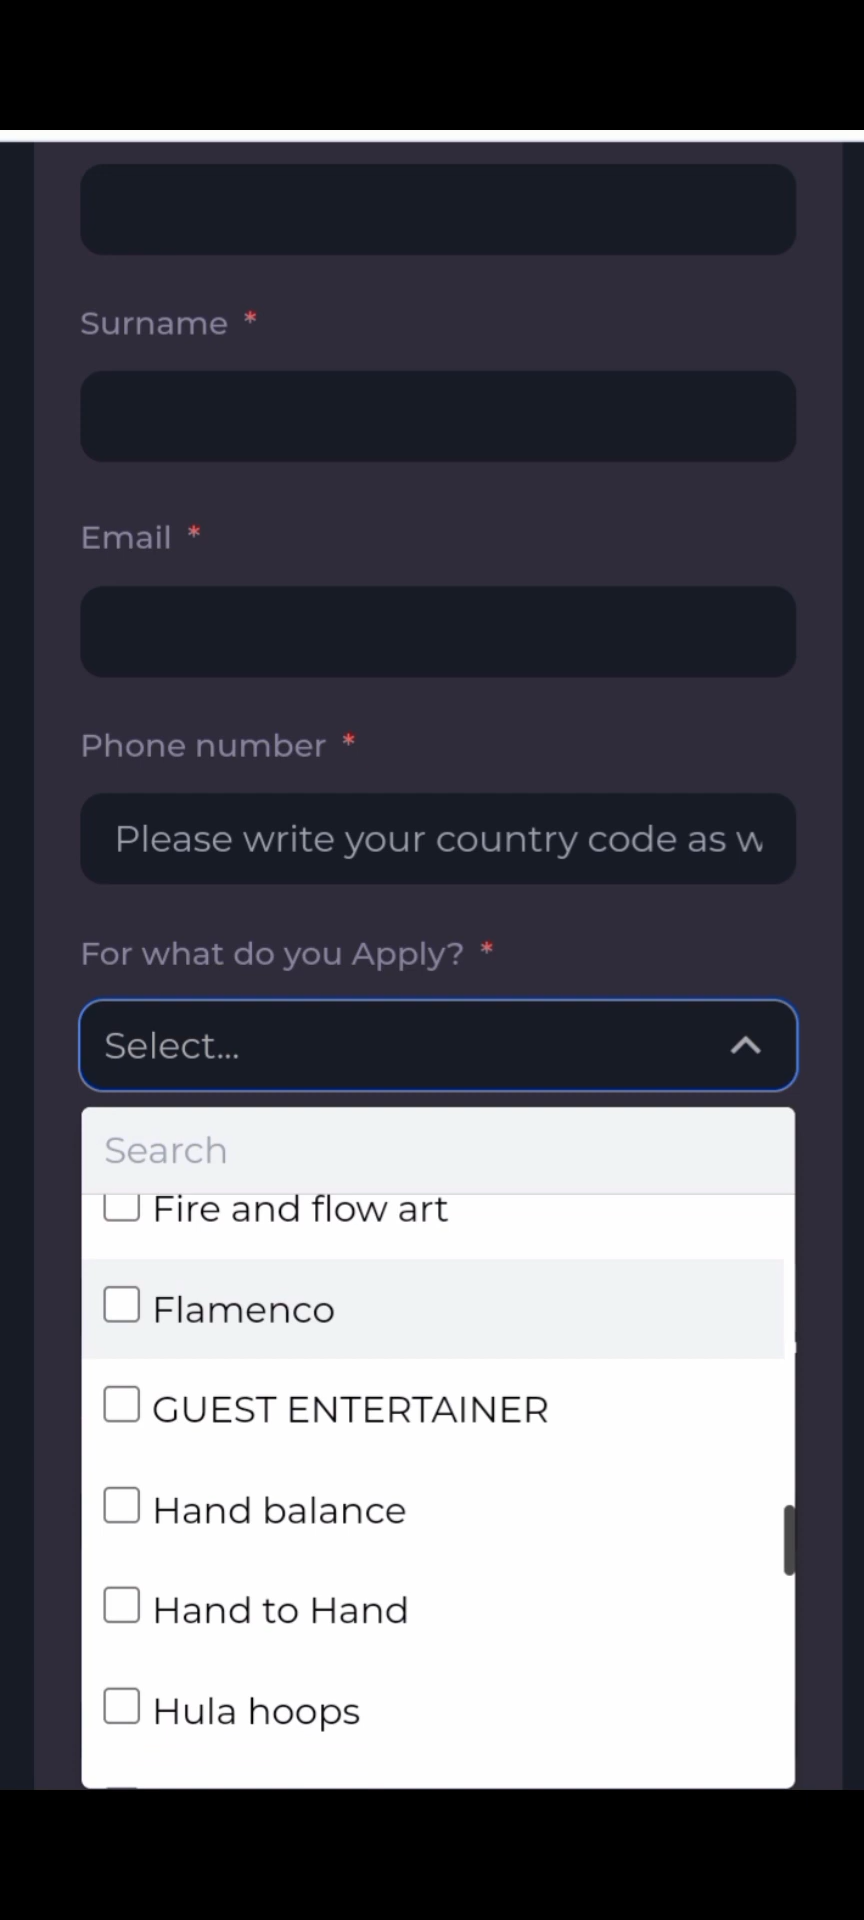 Surname *
Email *
Phone number *
Please write your country code as w
For what do you Apply? *
Select...
Search
Fire and flow art
Flamenco
GUEST ENTERTAINER
Hand balance
Hand to Hand
Hula hoops